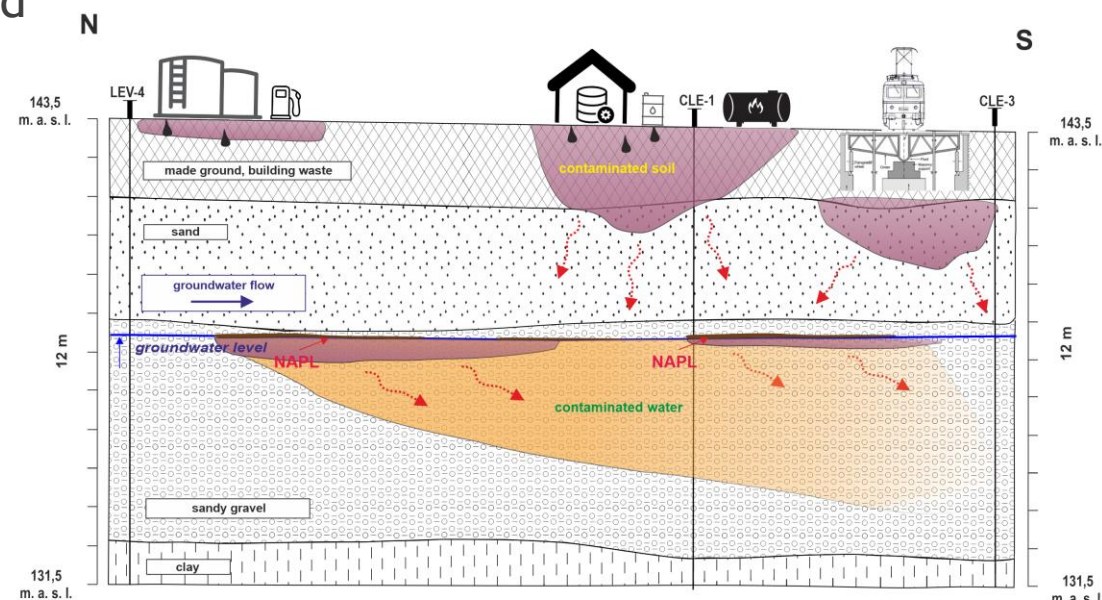 d
N
S
LEV-4
CLE-1
CLE-3
143,5
m. a. s. l.
143,5
m. a. s. l.
made ground, building waste
contaminated soil
sand
groundwater flow
groundwater level
12 m
12 m
NAPL
NAPL
contaminated water
sandy gravel
clay
131,5
m. a. s. l.
131,5
m. a. s. l.